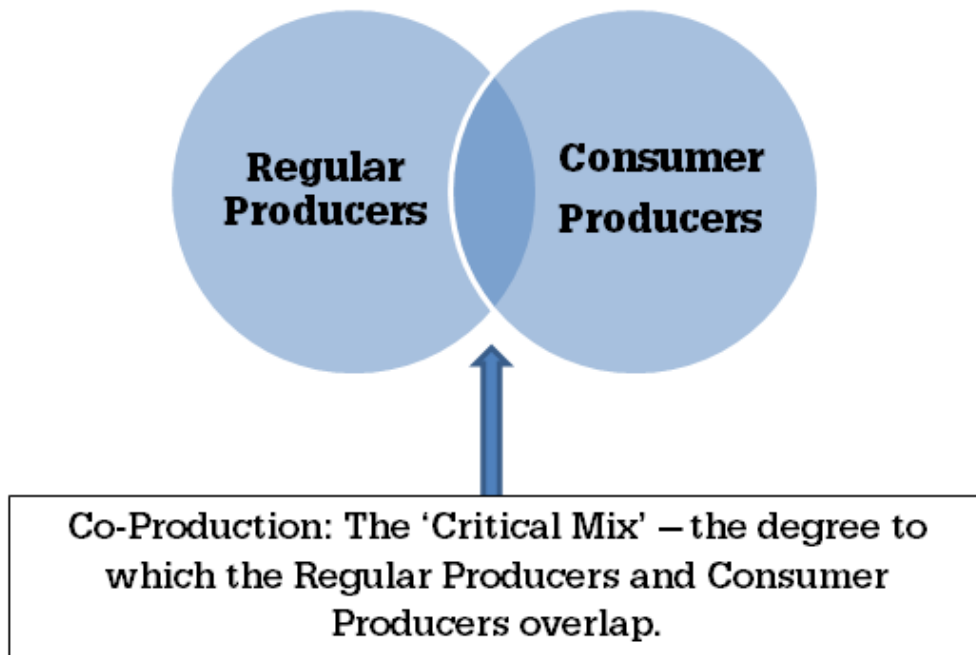 Regular
Producers
Consumer
Producers
Co-Production: The ‘Critical Mix’ – the degree to
which the Regular Producers and Consumer
Producers overlap.